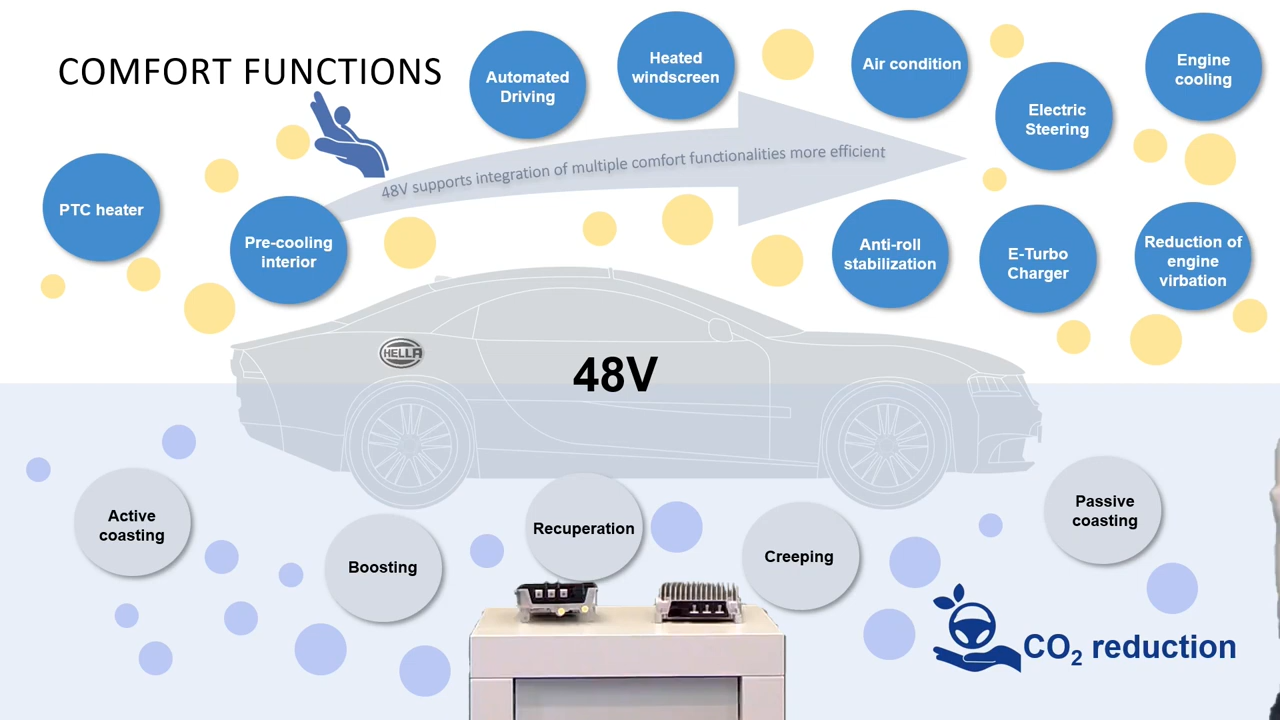 COMFORT FUNCTIONS
Automated
Driving
Heated
windscreen
Air condition
Electric
Steering
Engine
cooling
PTC heater
Pre-cooling
interior
48V supports integration of multiple comfort functionalities more efficient
Anti-roll
stabilization
E-Turbo
Charger
Reduction of
engine
virbation
HELLA
48V
Active
coasting
Boosting
Recuperation
Creeping
Passive
coasting
CO2 reduction